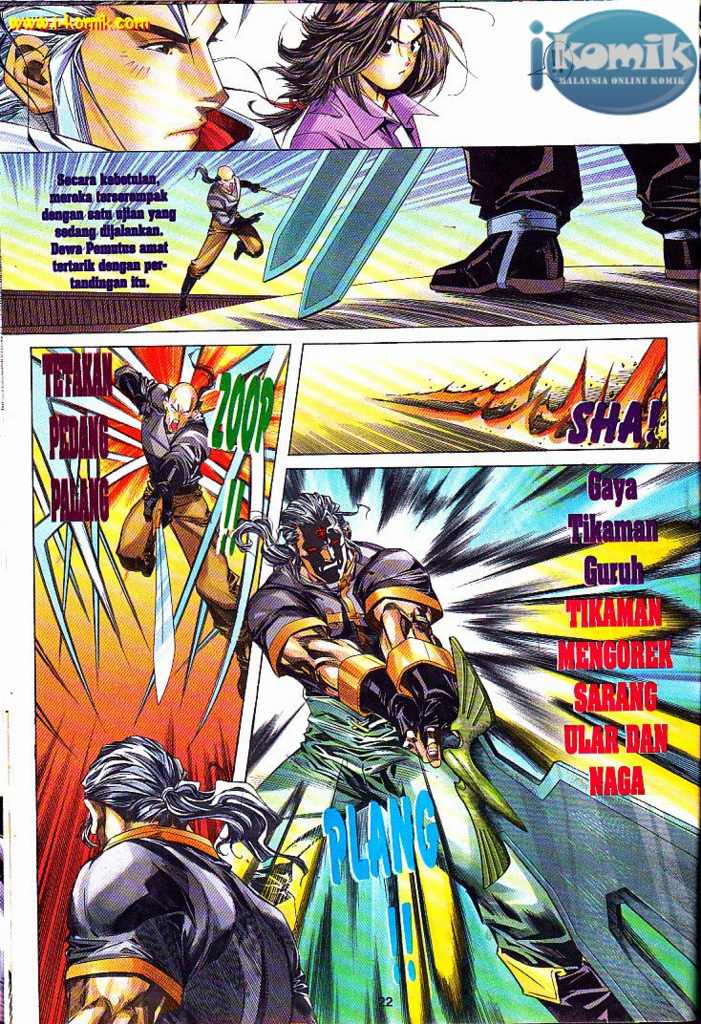 www.i-komik.com
ikomik
MALAYSIA ONLINE KOMIK
Secara kebetulan,
mereka terserempak
dengan satu ujian yang
sedang dijalankan.
Dewa Pemutus amat
tertarik dengan per-
tandingan itu.
TETAKAN
PEDANG
PALANG
ZOOP
!!
SHA!
Gaya
Tikaman
Guruh
TIKAMAN
MENGOREK
SARANG
ULAR DAN
NAGA
PLANG
!!
22